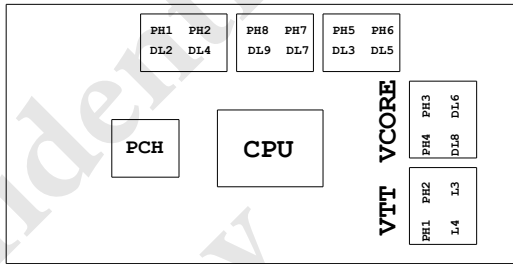 PH1 PH2 PH8 PH7 PH5 PH6
DL2 DL4 DL9 DL7 DL3 DL5
PCH
CPU
VCORE
PH3 DL6
PH4 DL8
VTT
PH2 L3
PH1 L4